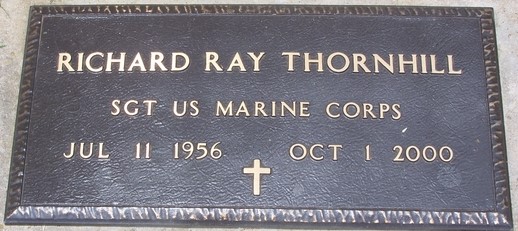 RICHARD RAY THORNHILL
SGT US MARINE CORPS
JUL 11 1956 OCT 1 2000